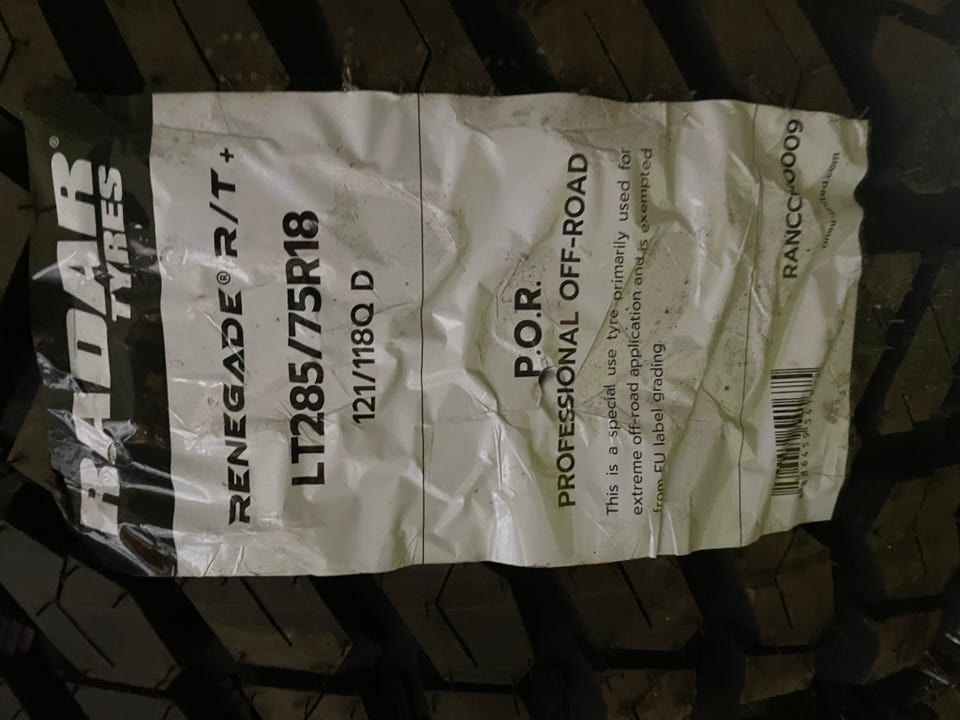 RADAR®
TYRES
RENEGADE® R/T+
LT285/75R18
121/118Q D
P.O.R.
PROFESSIONAL OFF-ROAD
This is a special use tyre primarily used for
extreme off-road application and is exempted
from EU label grading